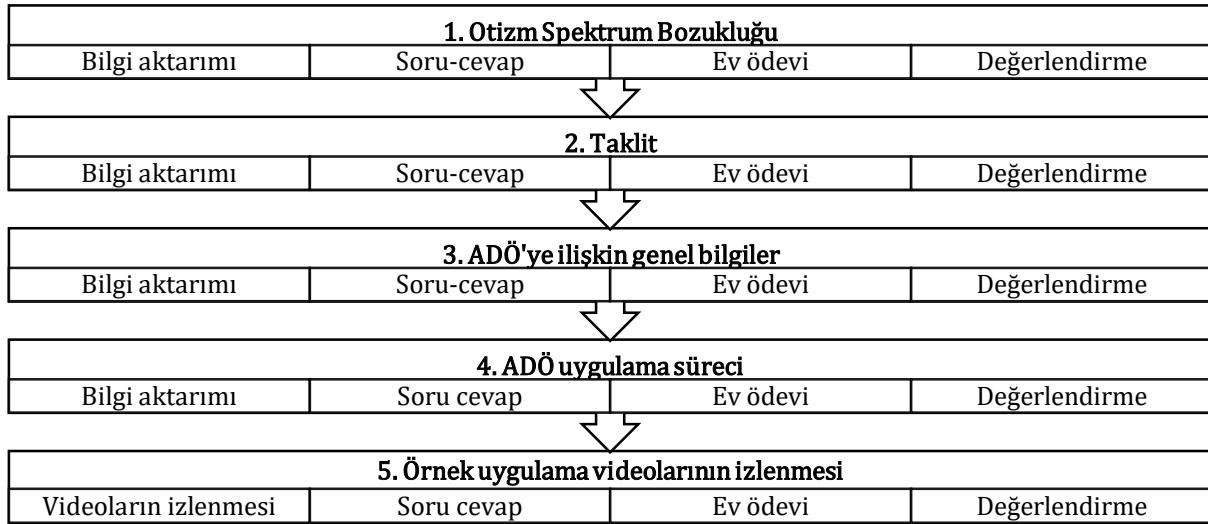 1. Otizm Spektrum Bozukluğu
Bilgi aktarımı Soru-cevap Ev ödevi Değerlendirme
2. Taklit
Bilgi aktarımı Soru-cevap Ev ödevi Değerlendirme
3. ADÖ'ye ilişkin genel bilgiler
Bilgi aktarımı Soru-cevap Ev ödevi Değerlendirme
4. ADÖ uygulama süreci
Bilgi aktarımı Soru cevap Ev ödevi Değerlendirme
5. Örnek uygulama videolarının izlenmesi
Videoların izlenmesi Soru cevap Ev ödevi Değerlendirme